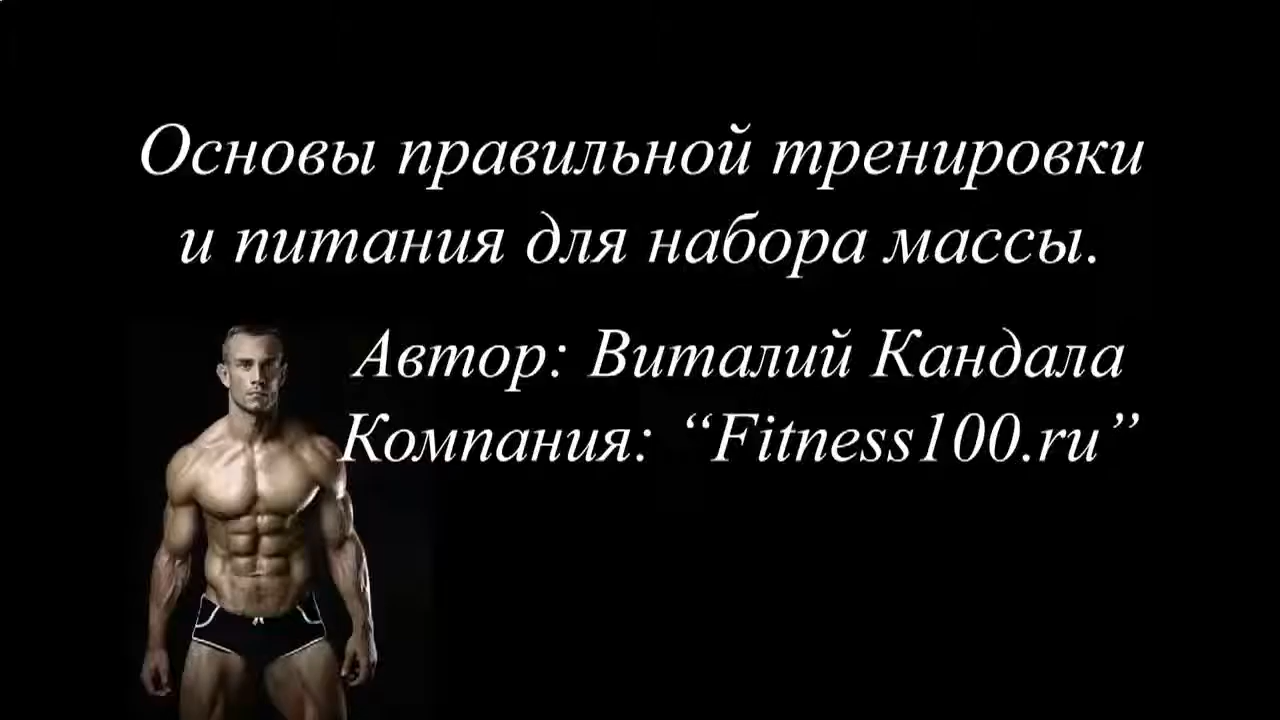 Основы правильной тренировки
и питания для набора массы.
Автор: Виталий Кандала
Компания: “Fitness100.ru”